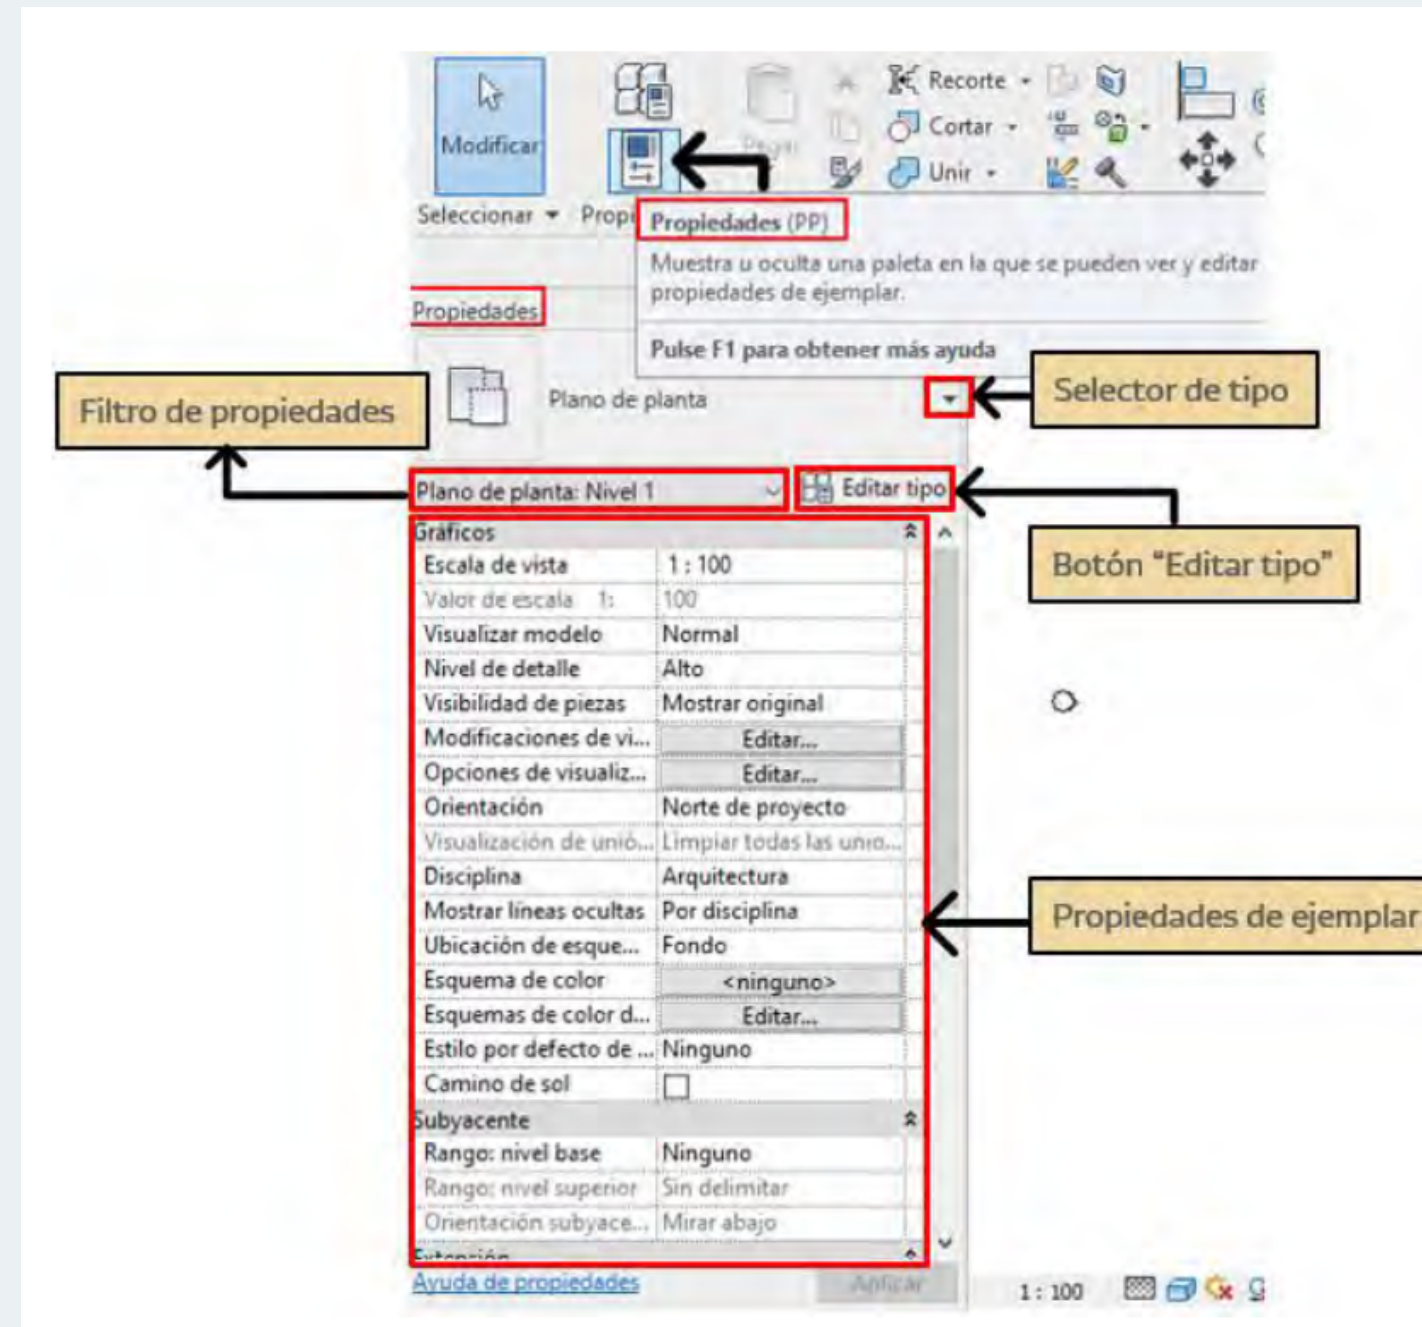 Modificar
Pegar
Recorte
Cortar
Unir
Seleccionar
Propi
Propiedades (PP)
Muestra u oculta una paleta en la que se pueden ver y editar
propiedades de ejemplar.
Pulse F1 para obtener más ayuda
Propiedades
Plano de planta
Selector de tipo
Filtro de propiedades
Plano de planta: Nivel 1
Editar tipo
Botón "Editar tipo"
Gráficos
Escala de vista 1 : 100
Valor de escala 1: 100
Visualizar modelo Normal
Nivel de detalle Alto
Visibilidad de piezas Mostrar original
Modificaciones de vi... Editar...
Opciones de visualiz... Editar...
Orientación Norte de proyecto
Visualización de unió... Limpiar todas las unio...
Disciplina Arquitectura
Mostrar líneas ocultas Por disciplina
Propiedades de ejemplar
Ubicación de esque... Fondo
Esquema de color <ninguno>
Esquemas de color d... Editar...
Estilo por defecto de ... Ninguno
Camino de sol
Subyacente
Rango: nivel base Ninguno
Rango: nivel superior Sin delimitar
Orientación subyace... Mirar abajo
Extensión
Ayuda de propiedades
Aplicar
1 : 100